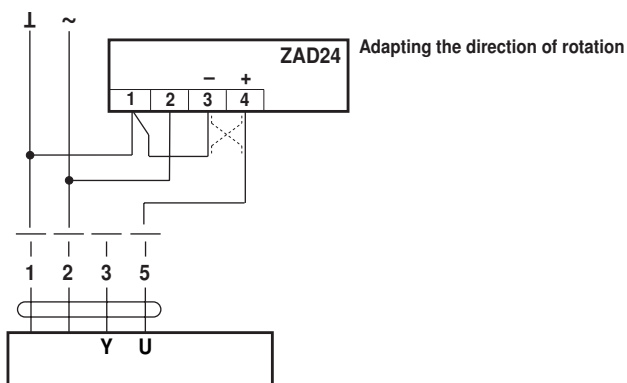 ⊥ ~
ZAD24
Adapting the direction of rotation
– +
1 2 3 4
1 2 3 5
Y U